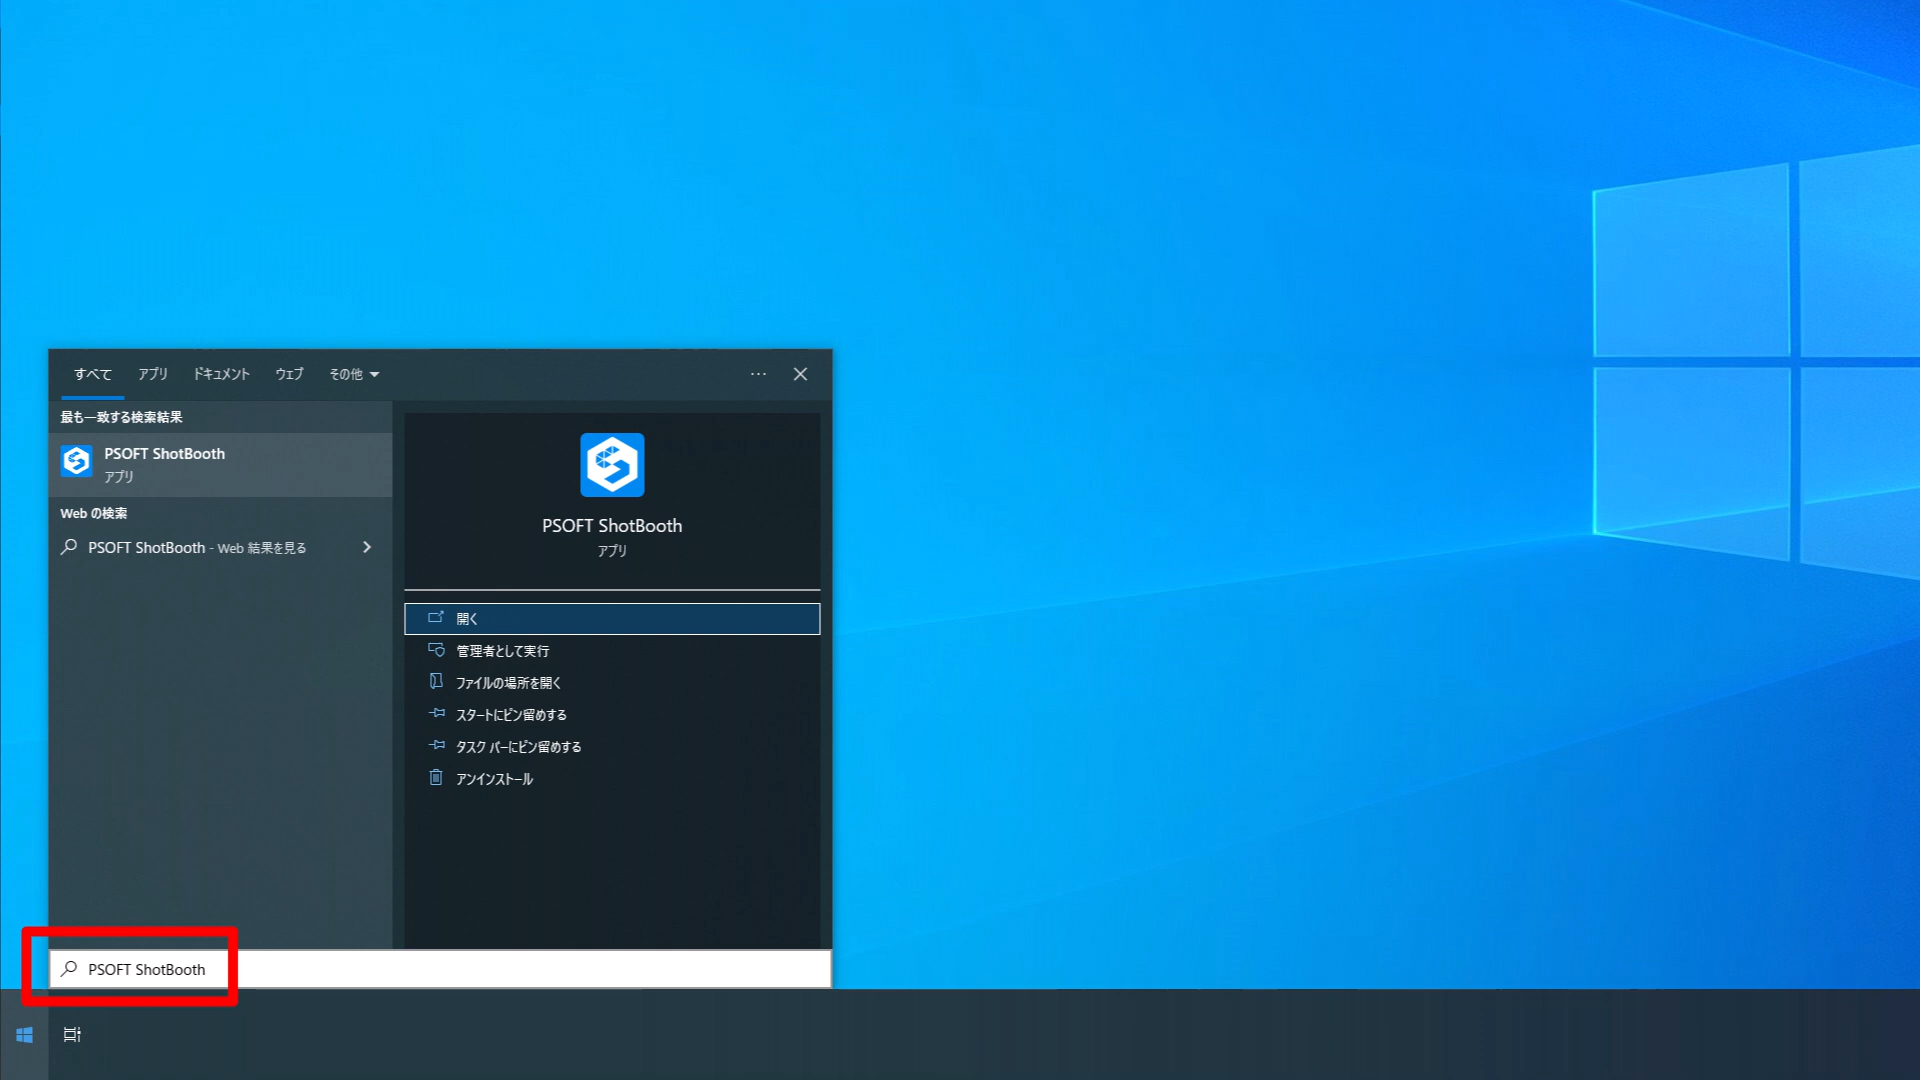 すべて アプリ ドキュメント ウェブ その他
最も一致する検索結果
PSOFT ShotBooth
アプリ
Web の検索
PSOFT ShotBooth - Web 結果を見る
PSOFT ShotBooth
アプリ
開く
管理者として実行
ファイルの場所を開く
スタートにピン留めする
タスク バーにピン留めする
アンインストール
PSOFT ShotBooth